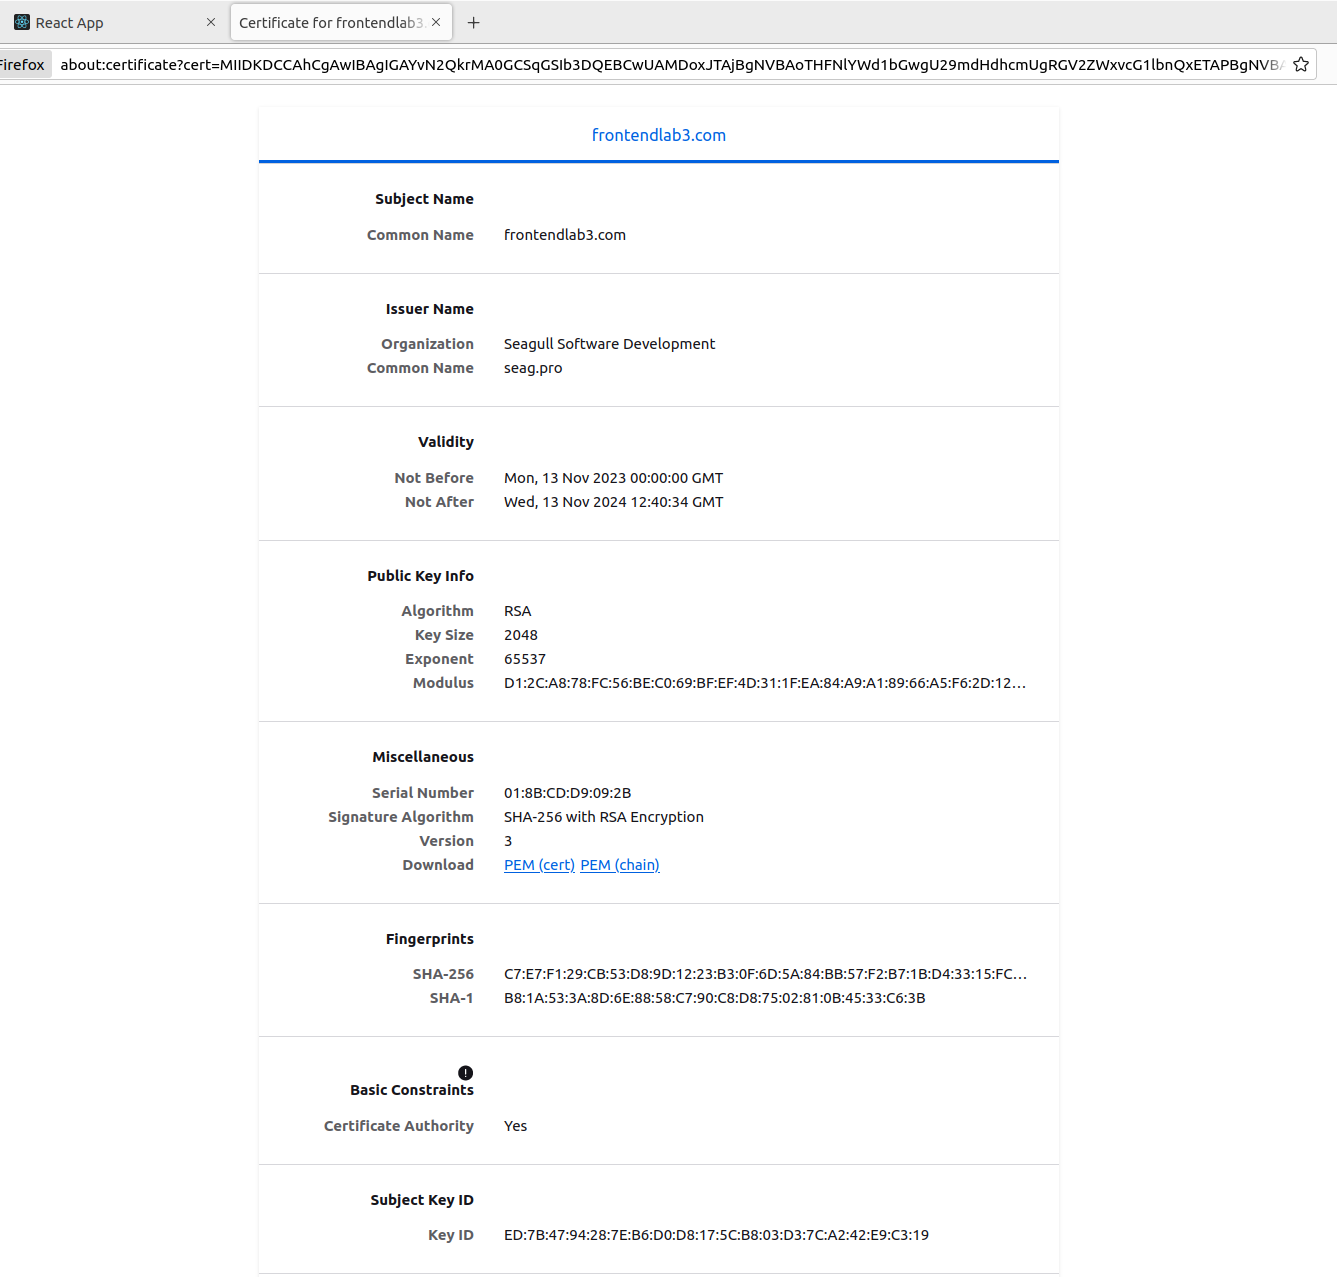 React App
Certificate for frontendlab3.
Firefox
about:certificate?cert=MIIDKDCCAhCgAwIBAgIGAYvN2QkrMA0GCSqGSIb3DQEBCwUAMDoxJTAjBgNVBAoTHFNlYWd1bGwgU29mdHdhcmUgRGV2ZWxvcG1lbnQxETAPBgNVBA
frontendlab3.com
Subject Name
Common Name frontendlab3.com
Issuer Name
Organization Seagull Software Development
Common Name seag.pro
Validity
Not Before Mon, 13 Nov 2023 00:00:00 GMT
Not After Wed, 13 Nov 2024 12:40:34 GMT
Public Key Info
Algorithm RSA
Key Size 2048
Exponent 65537
Modulus D1:2C:A8:78:FC:56:BE:C0:69:BF:EF:4D:31:1F:EA:84:A9:A1:89:66:A5:F6:2D:12…
Miscellaneous
Serial Number 01:8B:CD:D9:09:2B
Signature Algorithm SHA-256 with RSA Encryption
Version 3
Download PEM (cert) PEM (chain)
Fingerprints
SHA-256 C7:E7:F1:29:CB:53:D8:9D:12:23:B3:0F:6D:5A:84:BB:57:F2:B7:1B:D4:33:15:FC…
SHA-1 B8:1A:53:3A:8D:6E:88:58:C7:90:C8:D8:75:02:81:0B:45:33:C6:3B
Basic Constraints
Certificate Authority Yes
Subject Key ID
Key ID ED:7B:47:94:28:7E:B6:D0:D8:17:5C:B8:03:D3:7C:A2:42:E9:C3:19